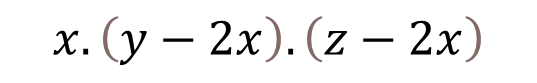 x.(y − 2x).(z − 2x)